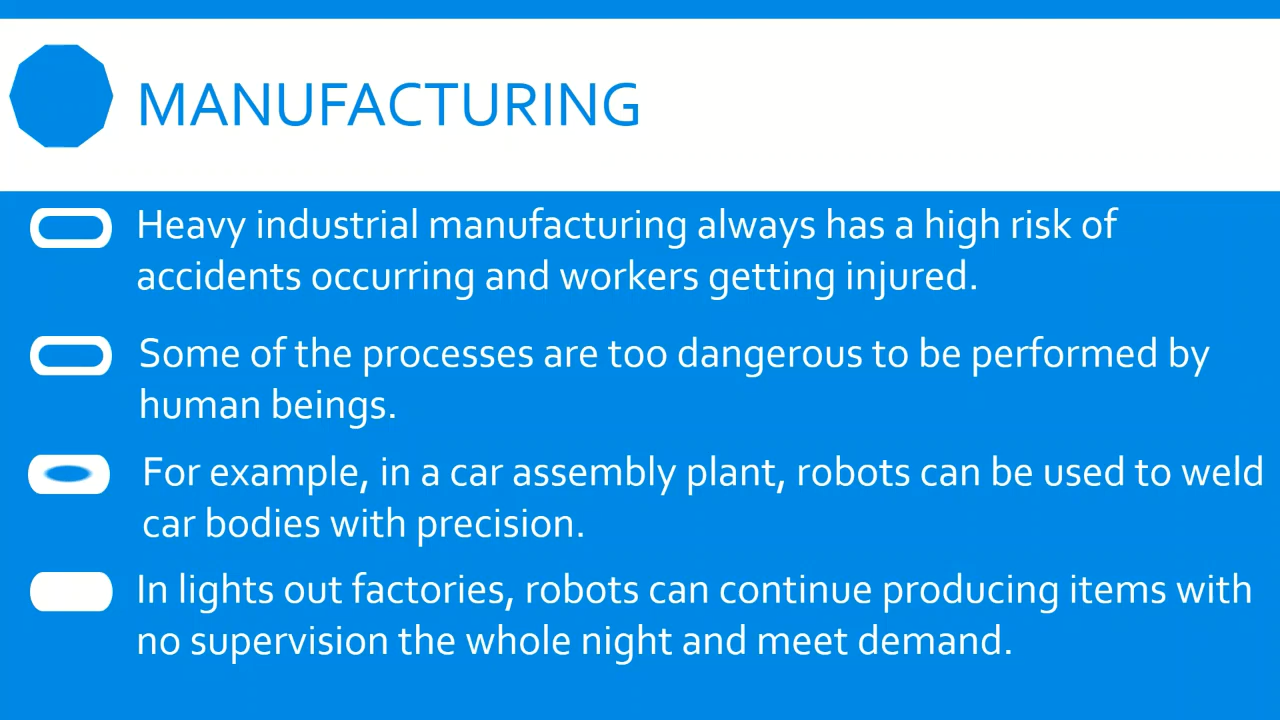 MANUFACTURING
Heavy industrial manufacturing always has a high risk of
accidents occurring and workers getting injured.
Some of the processes are too dangerous to be performed by
human beings.
For example, in a car assembly plant, robots can be used to weld
car bodies with precision.
In lights out factories, robots can continue producing items with
no supervision the whole night and meet demand.